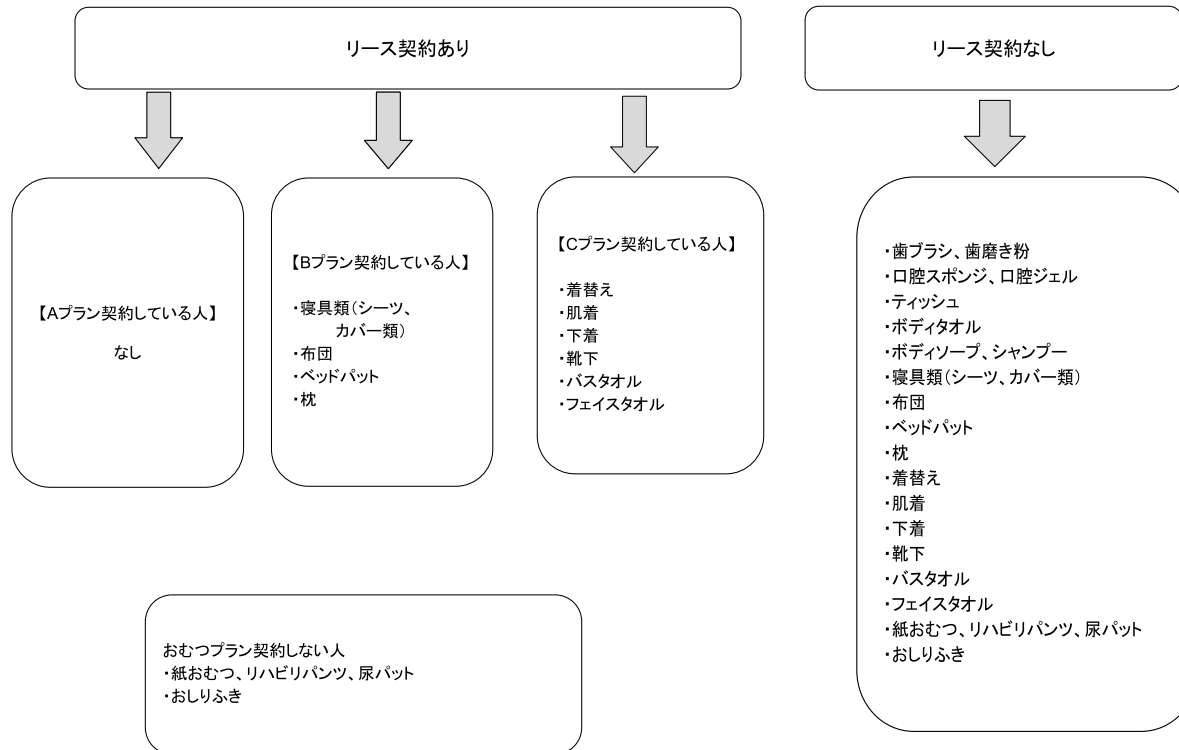 リース契約あり
リース契約なし
【Aプラン契約している人】
なし
【Bプラン契約している人】
・寝具類(シーツ、
カバー類)
・布団
・ベッドパット
・枕
【Cプラン契約している人】
・着替え
・肌着
・下着
・靴下
・バスタオル
・フェイスタオル
・歯ブラシ、歯磨き粉
・口腔スポンジ、口腔ジェル
・ティッシュ
・ボディタオル
・ボディソープ、シャンプー
・寝具類(シーツ、カバー類)
・布団
・ベッドパット
・枕
・着替え
・肌着
・下着
・靴下
・バスタオル
・フェイスタオル
・紙おむつ、リハビリパンツ、尿パット
・おしりふき
おむつプラン契約しない人
・紙おむつ、リハビリパンツ、尿パット
・おしりふき